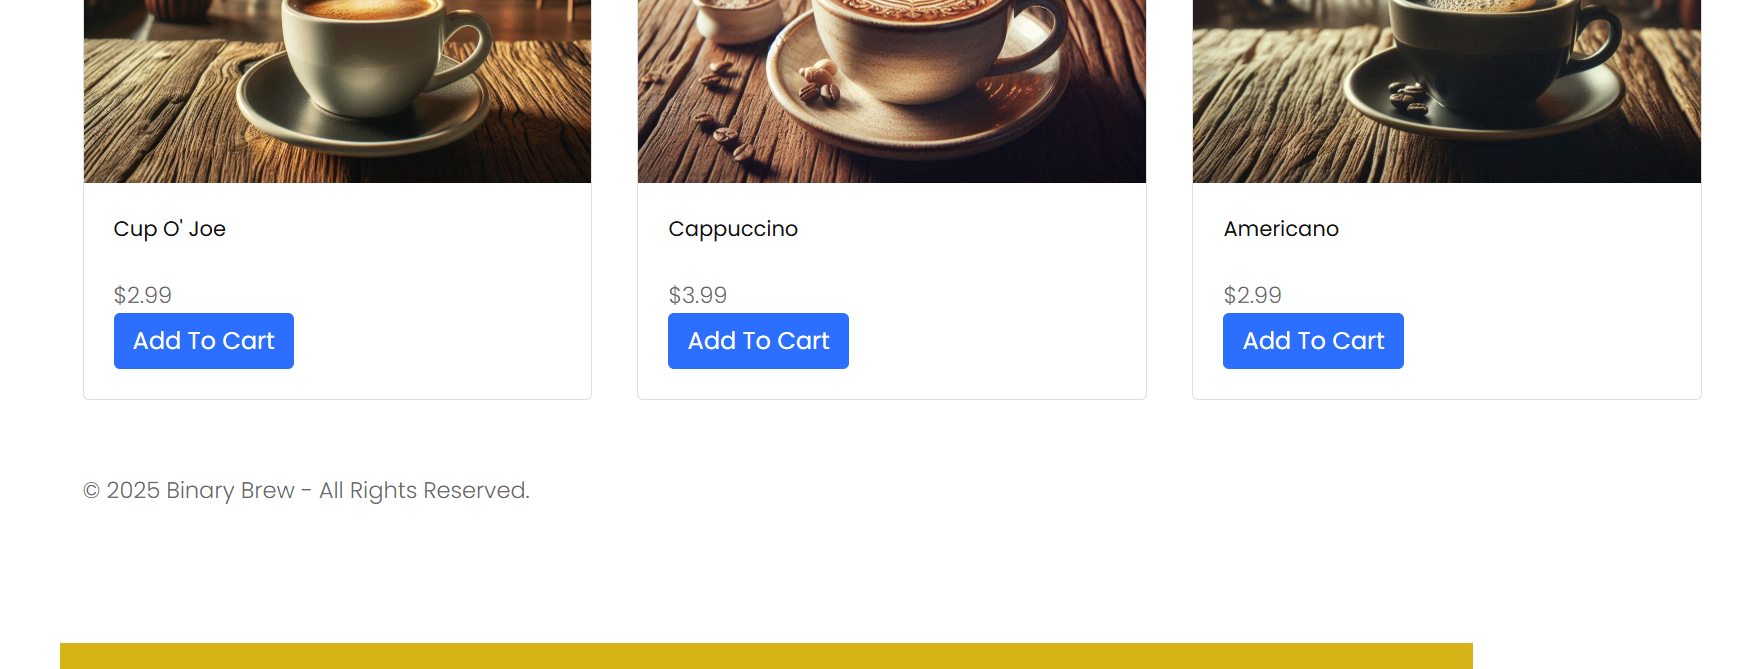 Cup O' Joe
$2.99
Add To Cart
Cappuccino
$3.99
Add To Cart
Americano
$2.99
Add To Cart
© 2025 Binary Brew - All Rights Reserved.